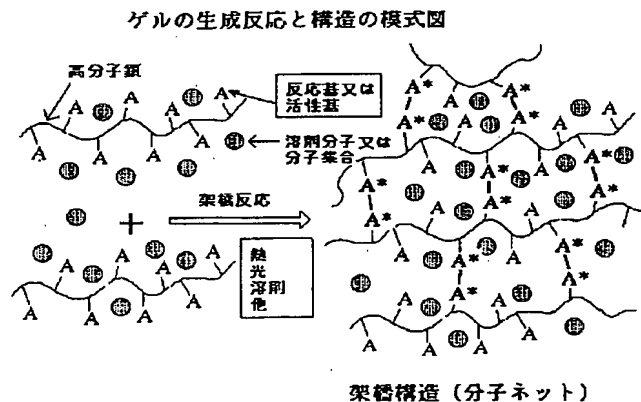 ゲルの生成反応と構造の模式図
高分子鎖
反応基又は
活性基
溶剤分子又は
分子集合
A A A A
A A A A
+
架橋反応
熱
光
溶剤
他
A A A A
A A A A
A* A*
A* A*
A A A
A* A* A*
A* A* A*
A A
A* A*
A* A*
A A A A
架橋構造（分子ネット）